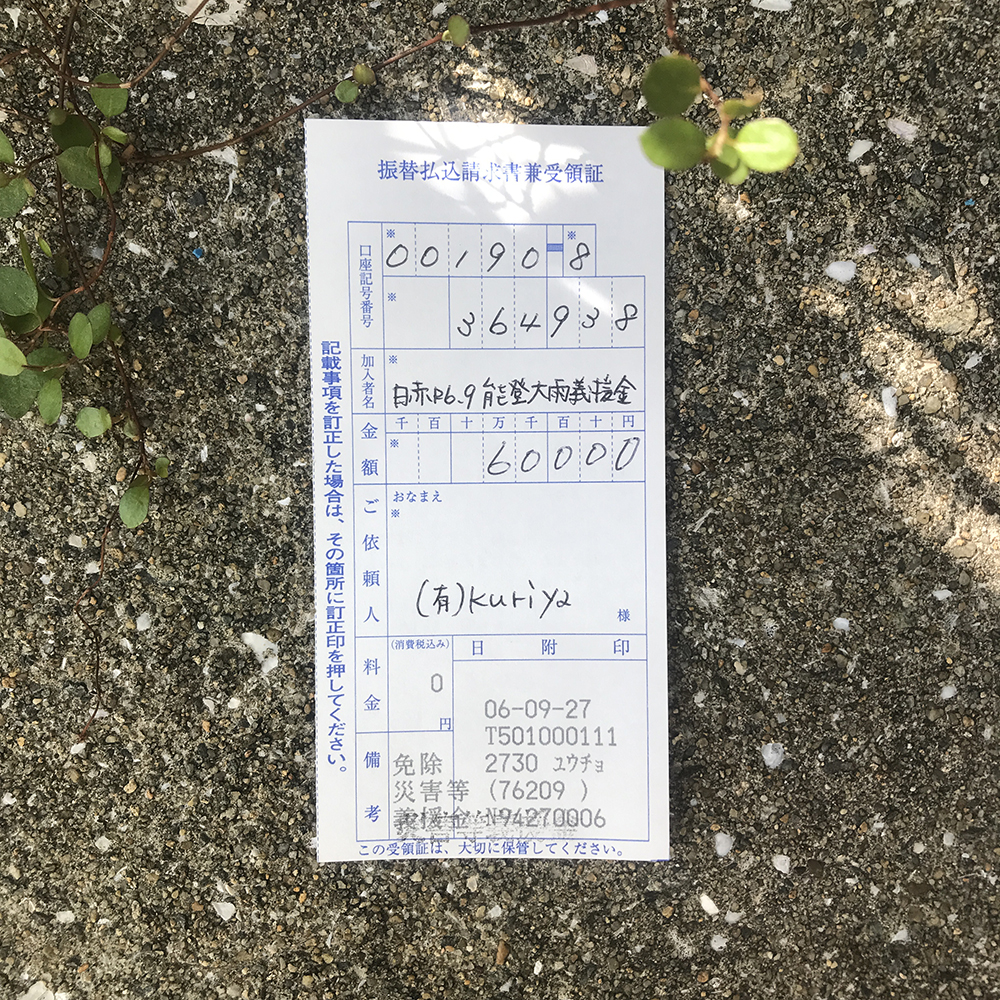 振替払込請求書兼受領証
口座記号番号
※
00190-8
※
※
364938
加入者名
※
日赤R6.9能登大雨義援金
金額
千百十万千百十円
※
60000
ご依頼人
おなまえ
※
(有)kuriya
様
料金
(消費税込み)
0
円
日附印
06-09-27
T501000111
備考
免除 2730 ユウチョ
災害等 (76209 )
義援金 N94270006
この受領証は、大切に保管してください。
記載事項を訂正した場合は、その箇所に訂正印を押してください。